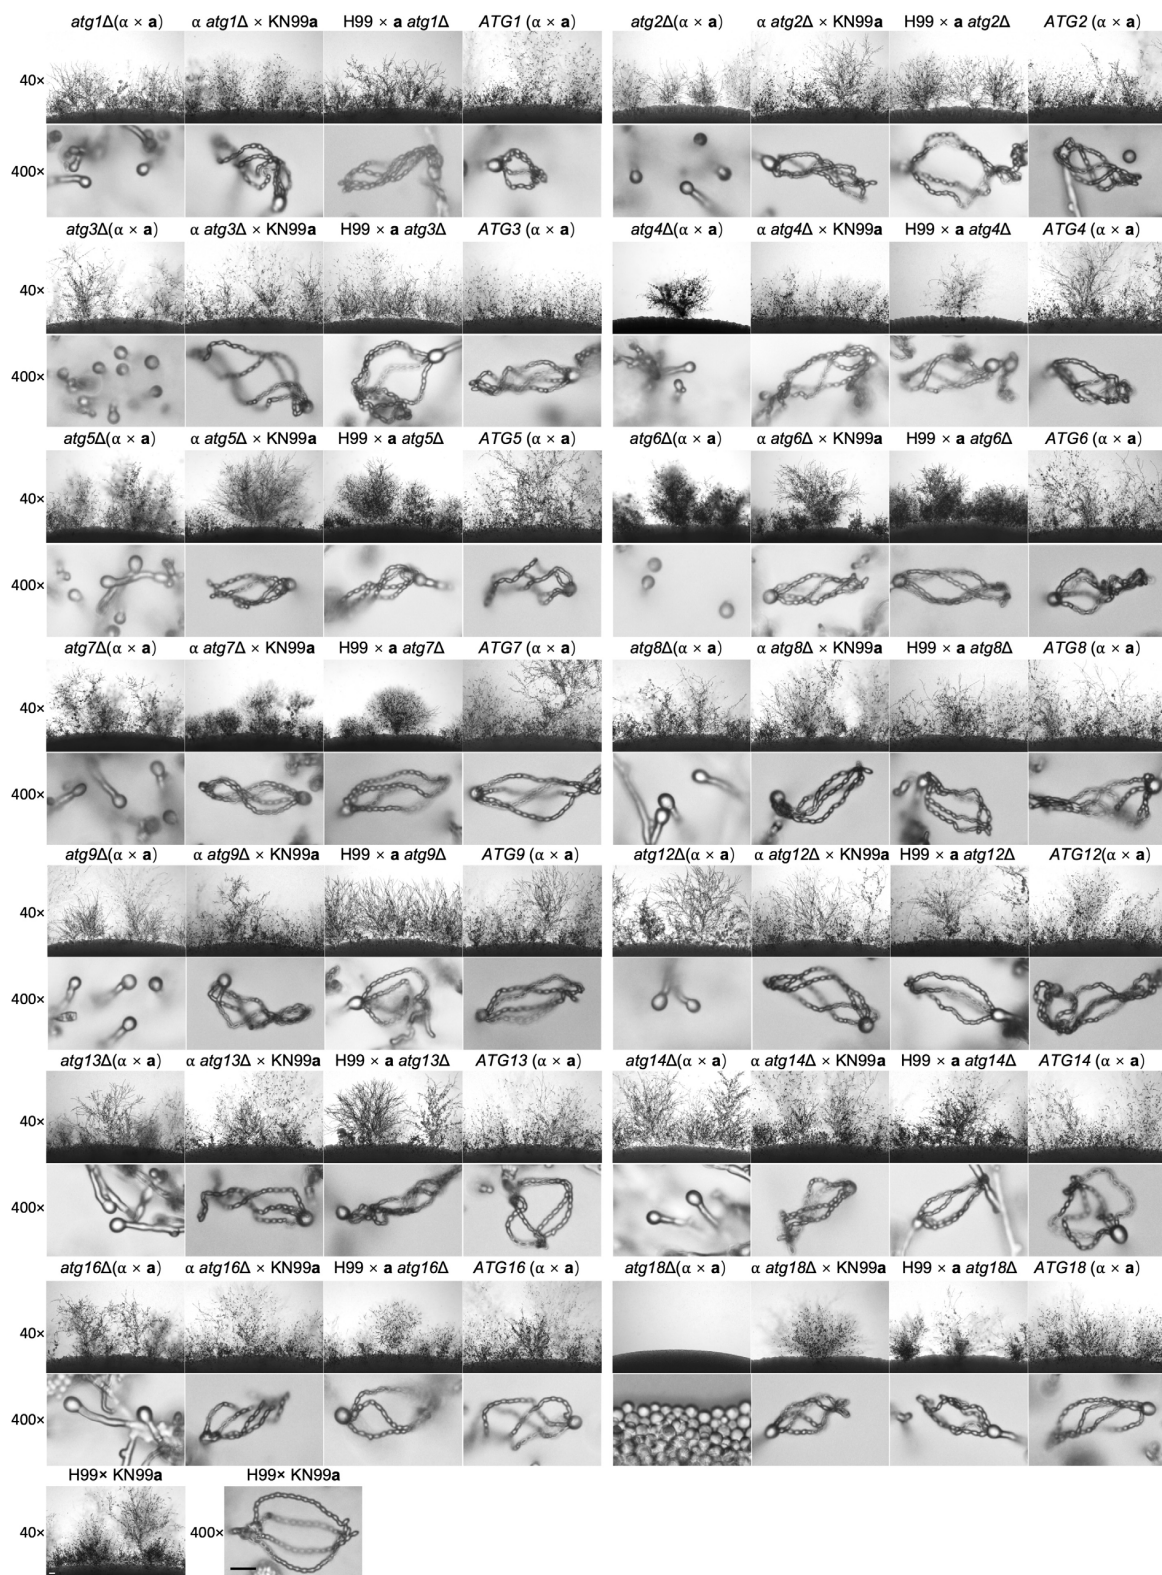 atg1Δ(α × a) α atg1Δ × KN99a H99 × a atg1Δ ATG1 (α × a) atg2Δ(α × a) α atg2Δ × KN99a H99 × a atg2Δ ATG2 (α × a)
40×
400×
atg3Δ(α × a) α atg3Δ × KN99a H99 × a atg3Δ ATG3 (α × a) atg4Δ(α × a) α atg4Δ × KN99a H99 × a atg4Δ ATG4 (α × a)
40×
400×
atg5Δ(α × a) α atg5Δ × KN99a H99 × a atg5Δ ATG5 (α × a) atg6Δ(α × a) α atg6Δ × KN99a H99 × a atg6Δ ATG6 (α × a)
40×
400×
atg7Δ(α × a) α atg7Δ × KN99a H99 × a atg7Δ ATG7 (α × a) atg8Δ(α × a) α atg8Δ × KN99a H99 × a atg8Δ ATG8 (α × a)
40×
400×
atg9Δ(α × a) α atg9Δ × KN99a H99 × a atg9Δ ATG9 (α × a) atg12Δ(α × a) α atg12Δ × KN99a H99 × a atg12Δ ATG12(α × a)
40×
400×
atg13Δ(α × a) α atg13Δ × KN99a H99 × a atg13Δ ATG13 (α × a) atg14Δ(α × a) α atg14Δ × KN99a H99 × a atg14Δ ATG14 (α × a)
40×
400×
atg16Δ(α × a) α atg16Δ × KN99a H99 × a atg16Δ ATG16 (α × a) atg18Δ(α × a) α atg18Δ × KN99a H99 × a atg18Δ ATG18 (α × a)
40×
400×
H99× KN99a H99× KN99a
40× 400×